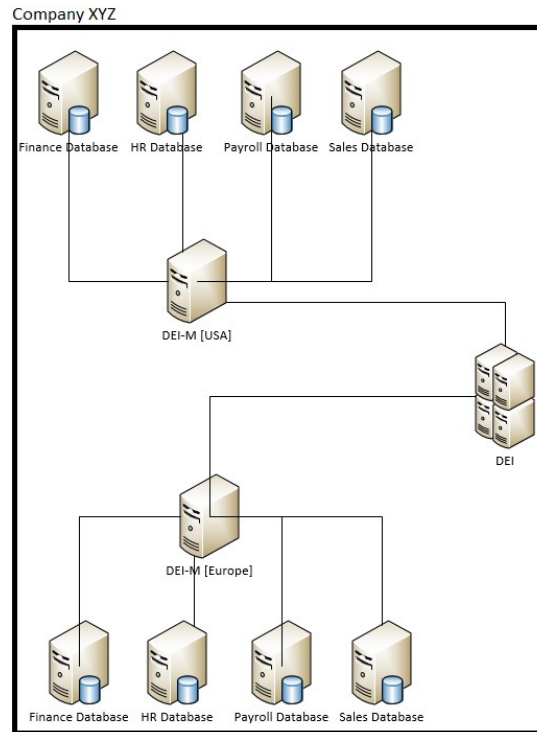 Company XYZ
Finance Database
HR Database
Payroll Database
Sales Database
DEI-M [USA]
DEI
DEI-M [Europe]
Finance Database
HR Database
Payroll Database
Sales Database